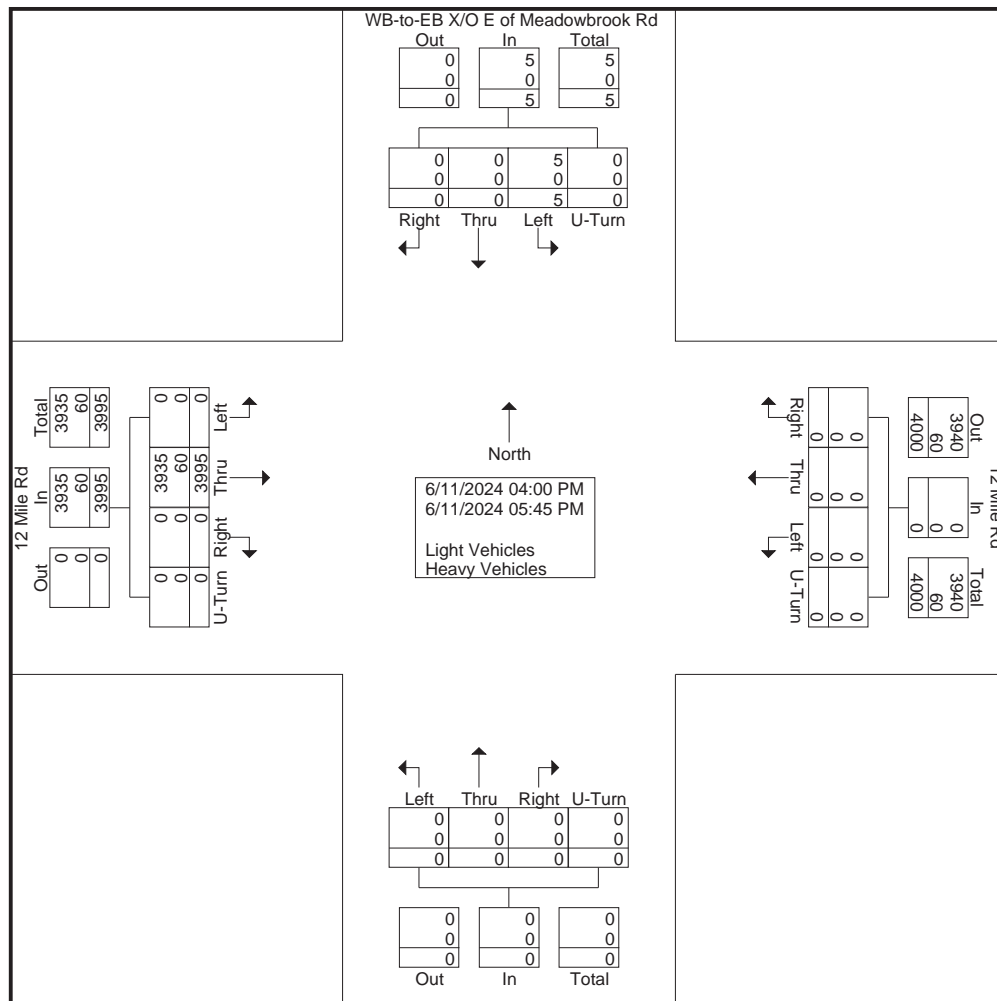 WB-to-EB X/O E of Meadowbrook Rd
Out In Total
0 5 5
0 0 0
0 5 5
0 0 5 0
0 0 0 0
0 0 5 0
Right Thru Left U-Turn
12 Mile Rd
Out In Total
0 3935 3935
0 60 60
0 3995 3995
0 0 3935 0
0 0 60 0
0 0 3995 0
U-Turn Right Thru Left
North
6/11/2024 04:00 PM
6/11/2024 05:45 PM
Light Vehicles
Heavy Vehicles
12 Mile Rd
Out In Total
3940 0 3940
60 0 60
4000 0 4000
0 0 0 0
0 0 0 0
0 0 0 0
Right Thru Left U-Turn
Left Thru Right U-Turn
0 0 0 0
0 0 0 0
0 0 0 0
0 0 0
0 0 0
0 0 0
Out In Total